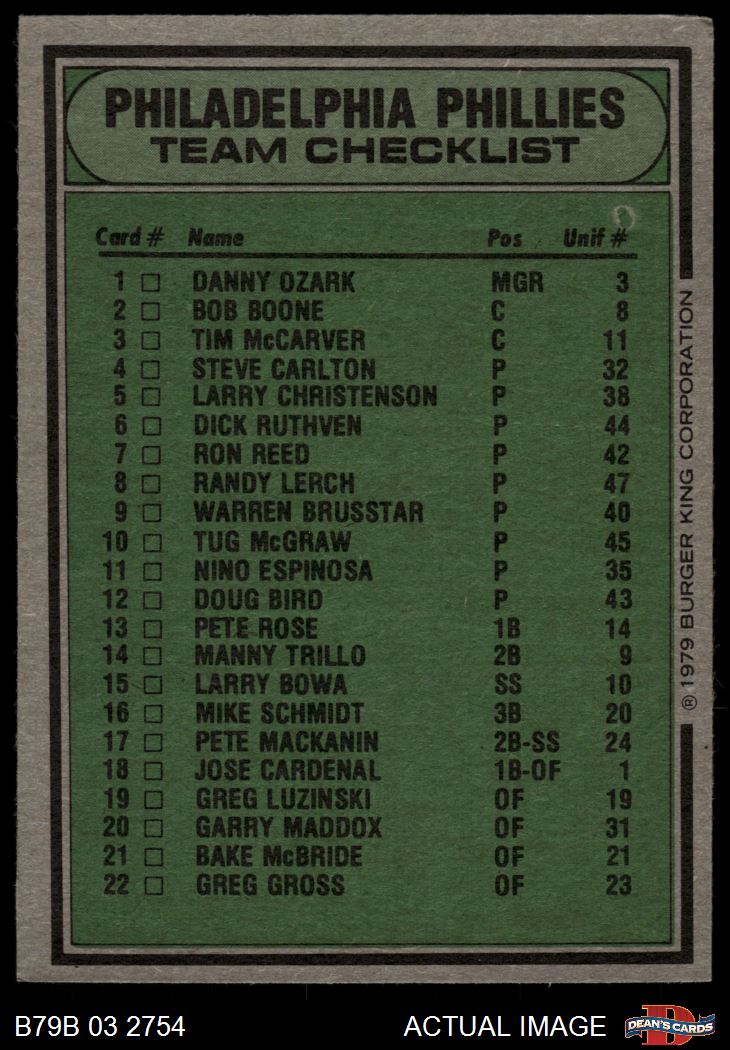 PHILADELPHIA PHILLIES
TEAM CHECKLIST
Card # Name Pos Unif #
1 DANNY OZARK MGR 3
2 BOB BOONE C 8
3 TIM McCARVER C 11
4 STEVE CARLTON P 32
5 LARRY CHRISTENSON P 38
6 DICK RUTHVEN P 44
7 RON REED P 42
8 RANDY LERCH P 47
9 WARREN BRUSSTAR P 40
10 TUG McGRAW P 45
11 NINO ESPINOSA P 35
12 DOUG BIRD P 43
13 PETE ROSE 1B 14
14 MANNY TRILLO 2B 9
15 LARRY BOWA SS 10
16 MIKE SCHMIDT 3B 20
17 PETE MACKANIN 2B-SS 24
18 JOSE CARDENAL 1B-OF 1
19 GREG LUZINSKI OF 19
20 GARRY MADDOX OF 31
21 BAKE McBRIDE OF 21
22 GREG GROSS OF 23
® 1979 BURGER KING CORPORATION
B79B 03 2754 ACTUAL IMAGE
D
DEAN'S CARDS